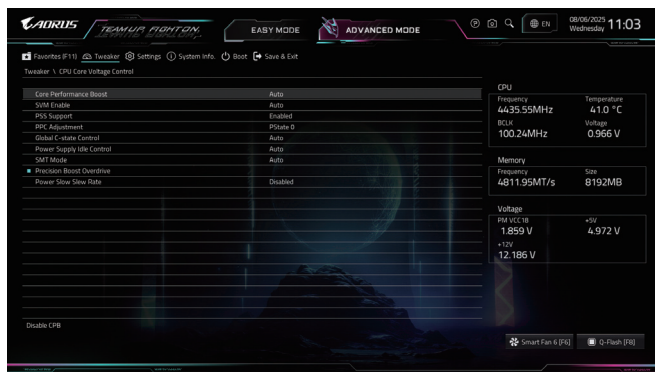 AORUS
TEAM UP. FIGHT ON.
EASY MODE
ADVANCED MODE
EN
08/06/2025
Wednesday
11:03
Favorites (F11)
Tweaker
Settings
System Info.
Boot
Save & Exit
Tweaker \ CPU Core Voltage Control
Core Performance Boost Auto
SVM Enable Auto
PSS Support Enabled
PPC Adjustment PState 0
Global C-state Control Auto
Power Supply Idle Control Auto
SMT Mode Auto
Precision Boost Overdrive
Power Slow Slew Rate Disabled
CPU
Frequency Temperature
4435.55MHz 41.0 °C
BCLK Voltage
100.24MHz 0.966 V
Memory
Frequency Size
4811.95MT/s 8192MB
Voltage
PM VCC18 +5V
1.859 V 4.972 V
+12V
12.186 V
Disable CPB
Smart Fan 6 [F6]
Q-Flash [F8]